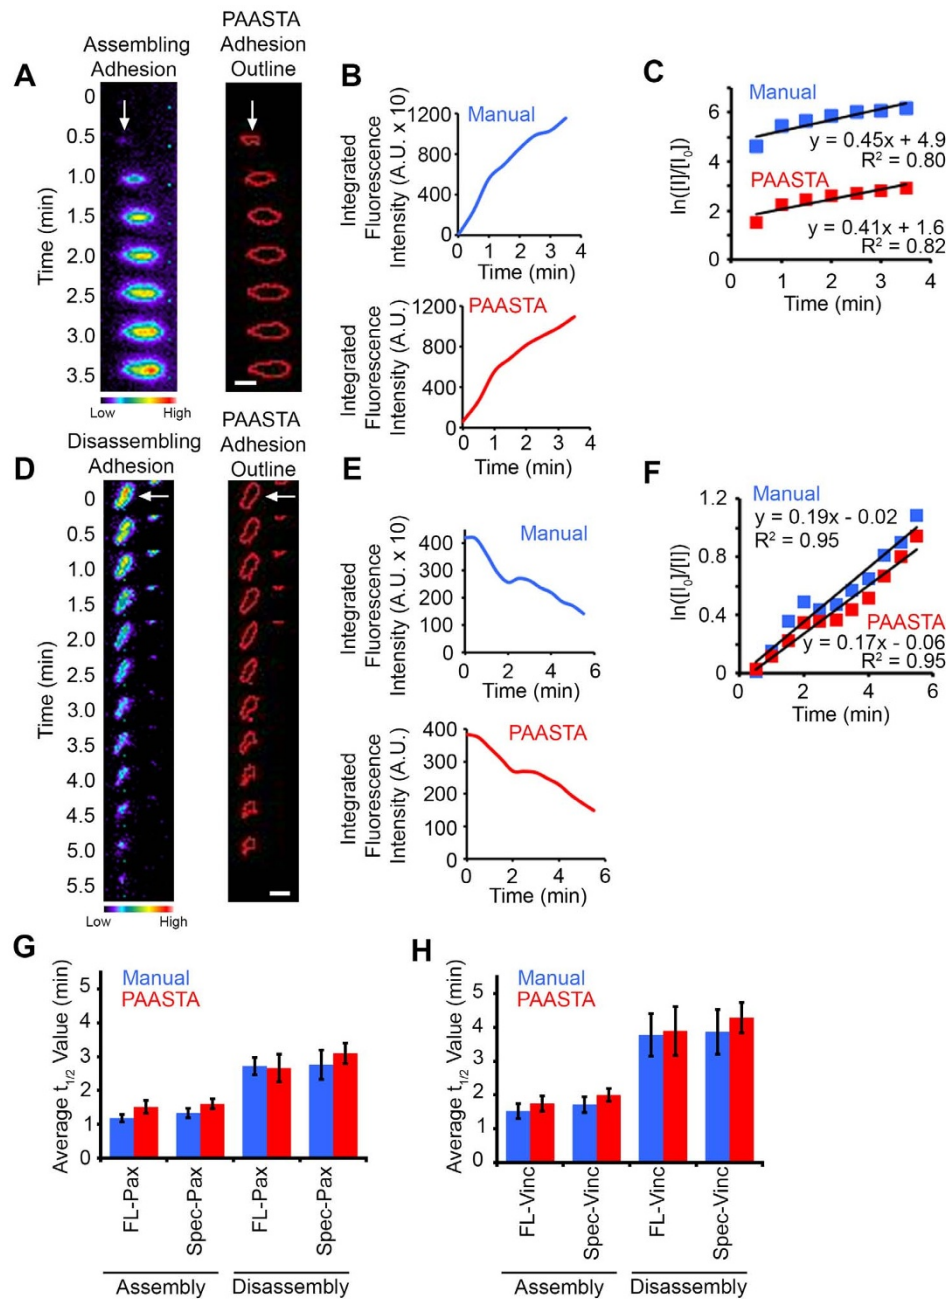 A
Assembling
Adhesion
PAASTA
Adhesion
Outline
Time (min)
0
0.5
1.0
1.5
2.0
2.5
3.0
3.5
Low High
B
Manual
Integrated
Fluorescence
Intensity (A.U. x 10)
1200
800
400
0
0 1 2 3 4
Time (min)
PAASTA
Integrated
Fluorescence
Intensity (A.U.)
1200
800
400
0
0 1 2 3 4
Time (min)
C
Manual
y = 0.45x + 4.9
R² = 0.80
PAASTA
y = 0.41x + 1.6
R² = 0.82
ln([I]/[I₀])
6
4
2
0
0 1 2 3 4
Time (min)
D
Disassembling
Adhesion
PAASTA
Adhesion
Outline
Time (min)
0
0.5
1.0
1.5
2.0
2.5
3.0
3.5
4.0
4.5
5.0
5.5
Low High
E
Manual
Integrated
Fluorescence
Intensity (A.U. x 10)
400
300
200
100
0
0 2 4 6
Time (min)
PAASTA
Integrated
Fluorescence
Intensity (A.U.)
400
300
200
100
0
0 2 4 6
Time (min)
F
Manual
y = 0.19x - 0.02
R² = 0.95
PAASTA
y = 0.17x - 0.06
R² = 0.95
ln([I₀]/[I])
1.2
0.8
0.4
0
0 2 4 6
Time (min)
G
Manual
PAASTA
Average t1/2 Value (min)
5
4
3
2
1
0
FL-Pax
Spec-Pax
FL-Pax
Spec-Pax
Assembly Disassembly
H
Manual
PAASTA
Average t1/2 Value (min)
5
4
3
2
1
0
FL-Vinc
Spec-Vinc
FL-Vinc
Spec-Vinc
Assembly Disassembly